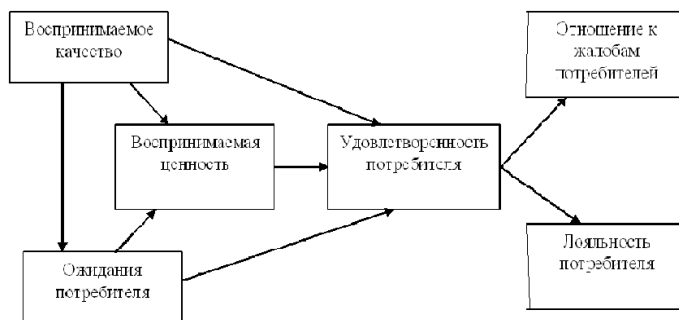 Воспринимаемое
качество
Отношение к
жалобам
потребителей
Воспринимаемая
ценность
Удовлетворенность
потребителя
Ожидания
потребителя
Лояльность
потребителя